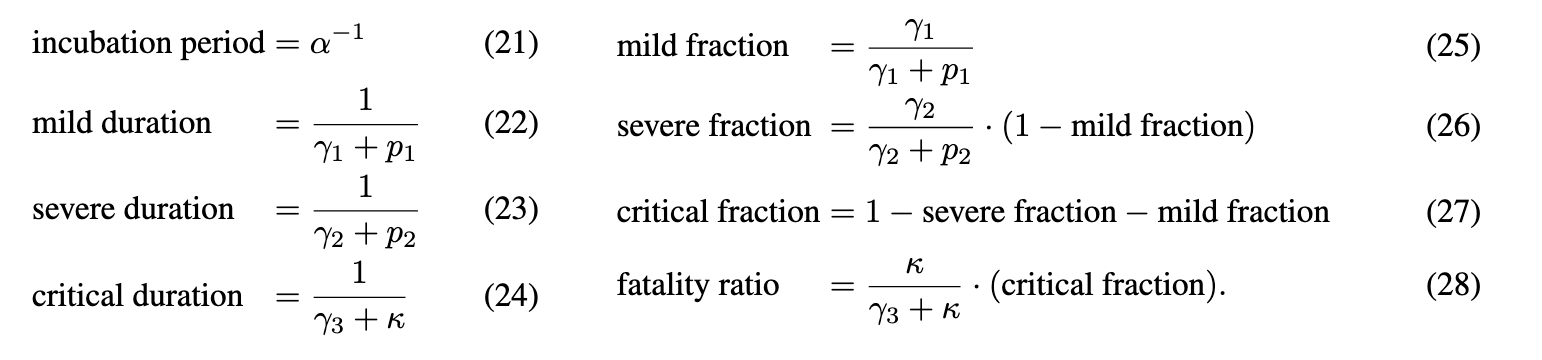 incubation period = α⁻¹ (21)
mild duration = 1 / (γ₁ + p₁) (22)
severe duration = 1 / (γ₂ + p₂) (23)
critical duration = 1 / (γ₃ + κ) (24)
mild fraction = γ₁ / (γ₁ + p₁) (25)
severe fraction = γ₂ / (γ₂ + p₂) · (1 − mild fraction) (26)
critical fraction = 1 − severe fraction − mild fraction (27)
fatality ratio = κ / (γ₃ + κ) · (critical fraction). (28)